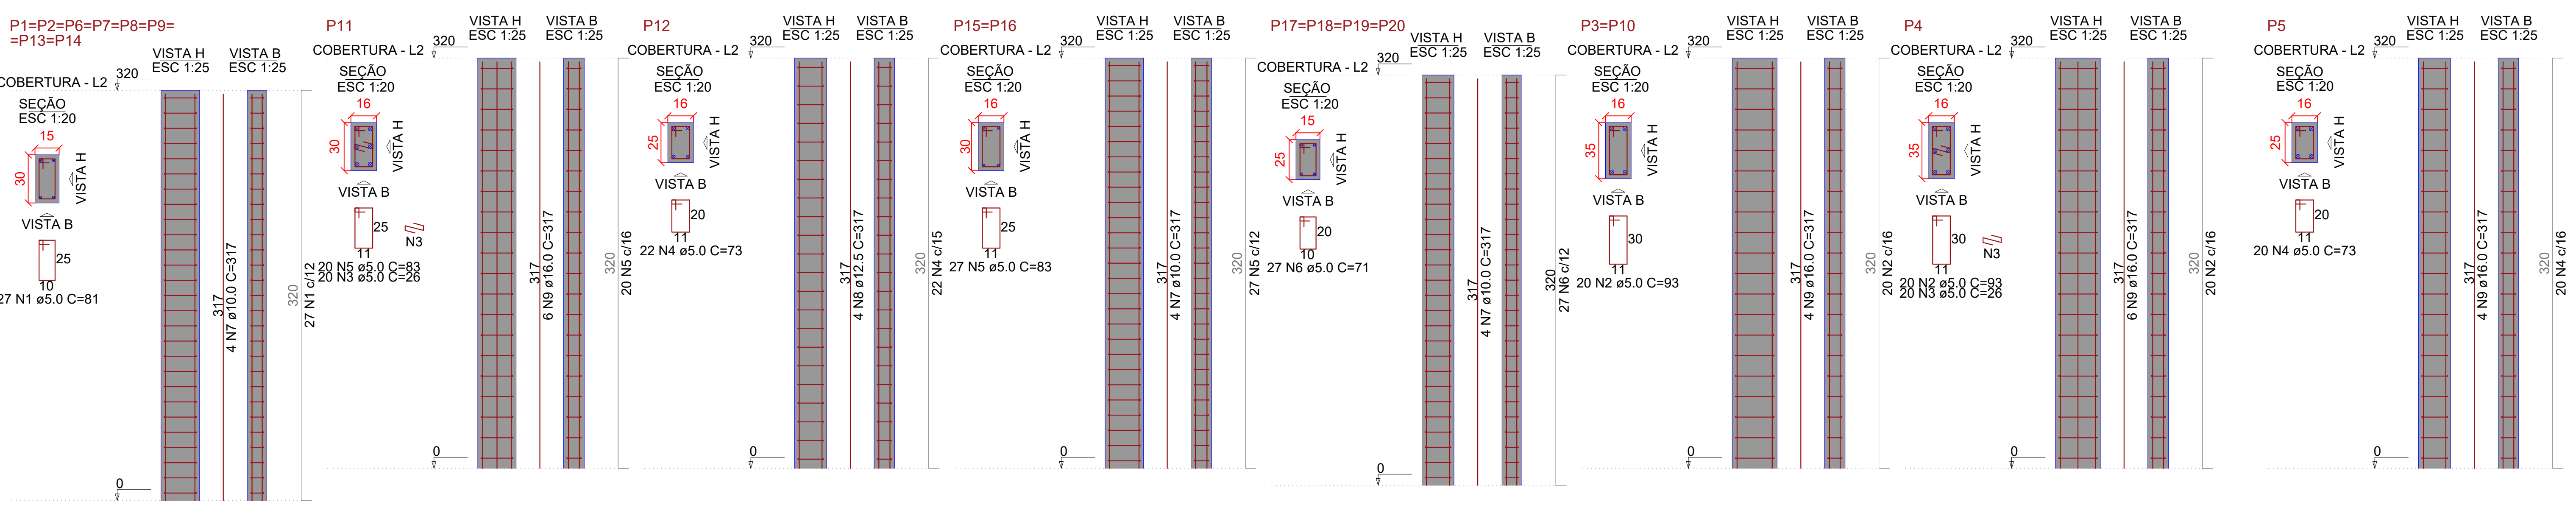 P1=P2=P6=P7=P8=P9=
=P13=P14
VISTA H
ESC 1:25
VISTA B
ESC 1:25
COBERTURA - L2
320
SEÇÃO
ESC 1:20
15
30
VISTA H
VISTA B
25
10
27 N1 ø5.0 C=81
0
317
4 N7 ø10.0 C=317
320
27 N1 c/12
P11
VISTA H
ESC 1:25
VISTA B
ESC 1:25
COBERTURA - L2
320
SEÇÃO
ESC 1:20
16
30
VISTA H
VISTA B
25
11
N3
20 N5 ø5.0 C=83
20 N3 ø5.0 C=26
0
317
6 N9 ø16.0 C=317
320
20 N5 c/16
P12
VISTA H
ESC 1:25
VISTA B
ESC 1:25
COBERTURA - L2
320
SEÇÃO
ESC 1:20
16
25
VISTA H
VISTA B
20
11
22 N4 ø5.0 C=73
0
317
4 N8 ø12.5 C=317
320
22 N4 c/15
P15=P16
VISTA H
ESC 1:25
VISTA B
ESC 1:25
COBERTURA - L2
320
SEÇÃO
ESC 1:20
16
30
VISTA H
VISTA B
25
11
27 N5 ø5.0 C=83
0
317
4 N7 ø10.0 C=317
320
27 N5 c/12
P17=P18=P19=P20
VISTA H
ESC 1:25
VISTA B
ESC 1:25
COBERTURA - L2
320
SEÇÃO
ESC 1:20
15
25
VISTA H
VISTA B
20
10
27 N6 ø5.0 C=71
0
317
4 N7 ø10.0 C=317
320
27 N6 c/12
P3=P10
VISTA H
ESC 1:25
VISTA B
ESC 1:25
COBERTURA - L2
320
SEÇÃO
ESC 1:20
16
35
VISTA H
VISTA B
30
11
20 N2 ø5.0 C=93
0
317
4 N9 ø16.0 C=317
320
20 N2 c/16
P4
VISTA H
ESC 1:25
VISTA B
ESC 1:25
COBERTURA - L2
320
SEÇÃO
ESC 1:20
16
35
VISTA H
VISTA B
30
11
N3
20 N2 ø5.0 C=93
20 N3 ø5.0 C=26
0
317
6 N9 ø16.0 C=317
320
20 N2 c/16
P5
VISTA H
ESC 1:25
VISTA B
ESC 1:25
COBERTURA - L2
320
SEÇÃO
ESC 1:20
16
25
VISTA H
VISTA B
20
11
20 N4 ø5.0 C=73
0
317
4 N9 ø16.0 C=317
320
20 N4 c/16